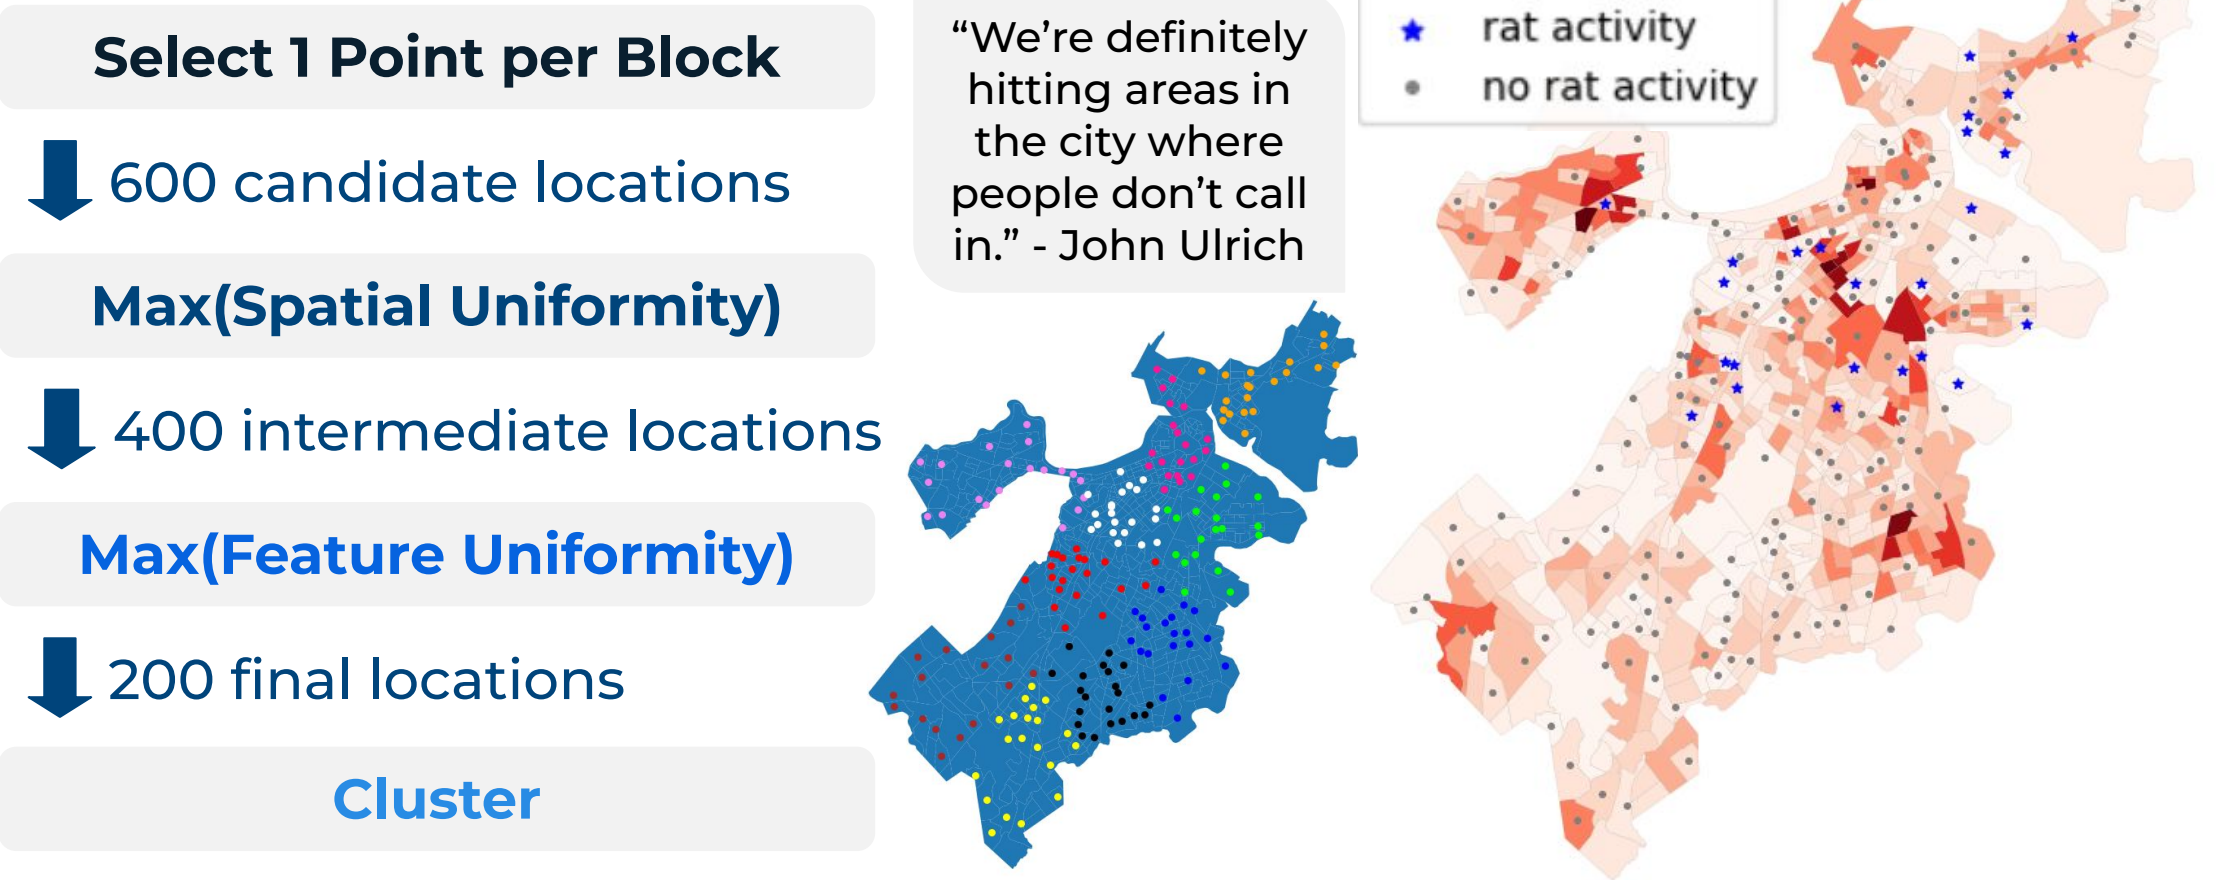 Select 1 Point per Block
600 candidate locations
Max(Spatial Uniformity)
400 intermediate locations
Max(Feature Uniformity)
200 final locations
Cluster
“We’re definitely
hitting areas in
the city where
people don’t call
in.” - John Ulrich
rat activity
no rat activity